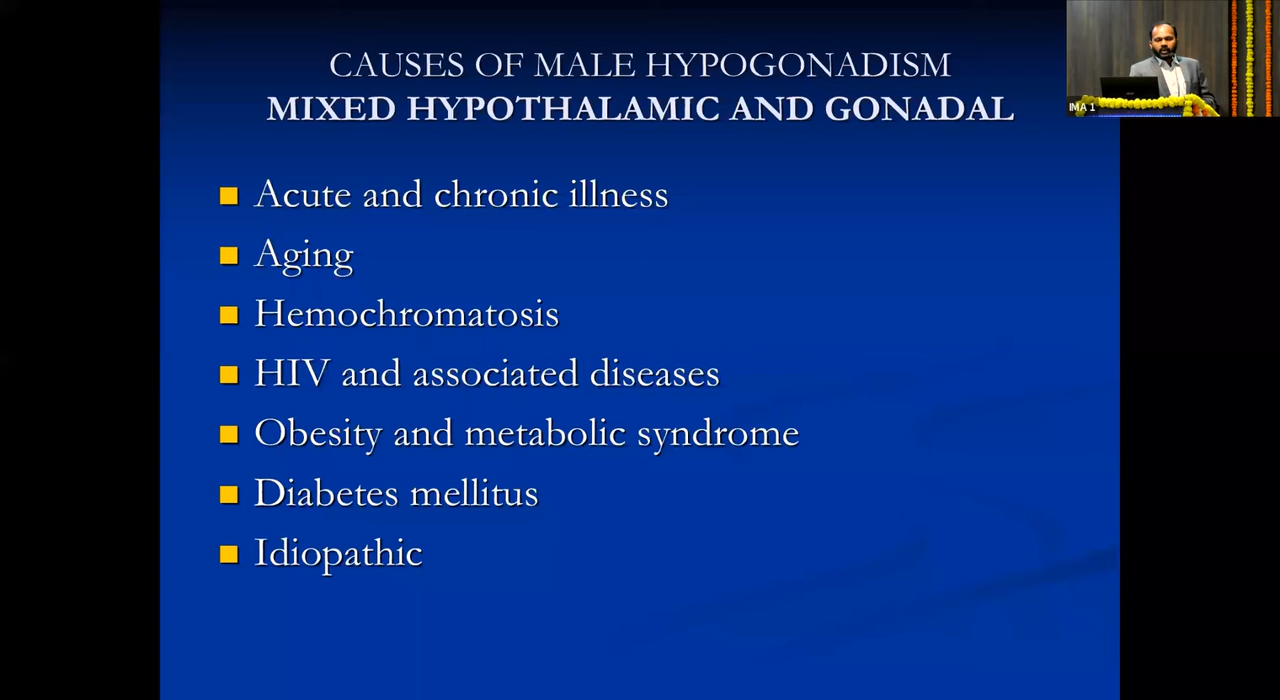 CAUSES OF MALE HYPOGONADISM
MIXED HYPOTHALAMIC AND GONADAL
Acute and chronic illness
Aging
Hemochromatosis
HIV and associated diseases
Obesity and metabolic syndrome
Diabetes mellitus
Idiopathic
IMA 1